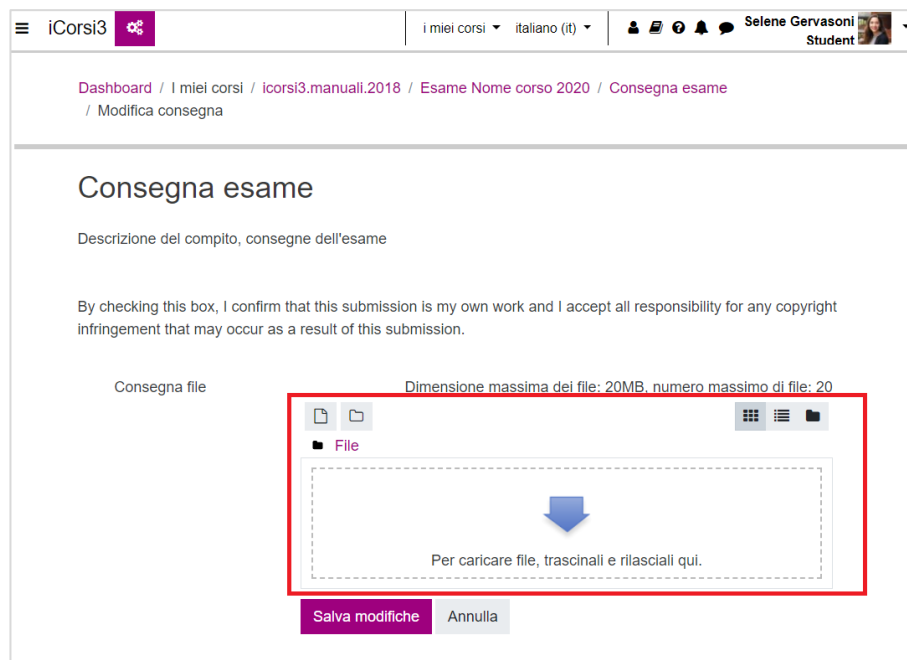 iCorsi3
i miei corsi italiano (it) Selene Gervasoni
Student
Dashboard / I miei corsi / icorsi3.manuali.2018 / Esame Nome corso 2020 / Consegna esame
/ Modifica consegna
Consegna esame
Descrizione del compito, consegne dell'esame
By checking this box, I confirm that this submission is my own work and I accept all responsibility for any copyright
infringement that may occur as a result of this submission.
Consegna file Dimensione massima dei file: 20MB, numero massimo di file: 20
File
Per caricare file, trascinali e rilasciali qui.
Salva modifiche Annulla